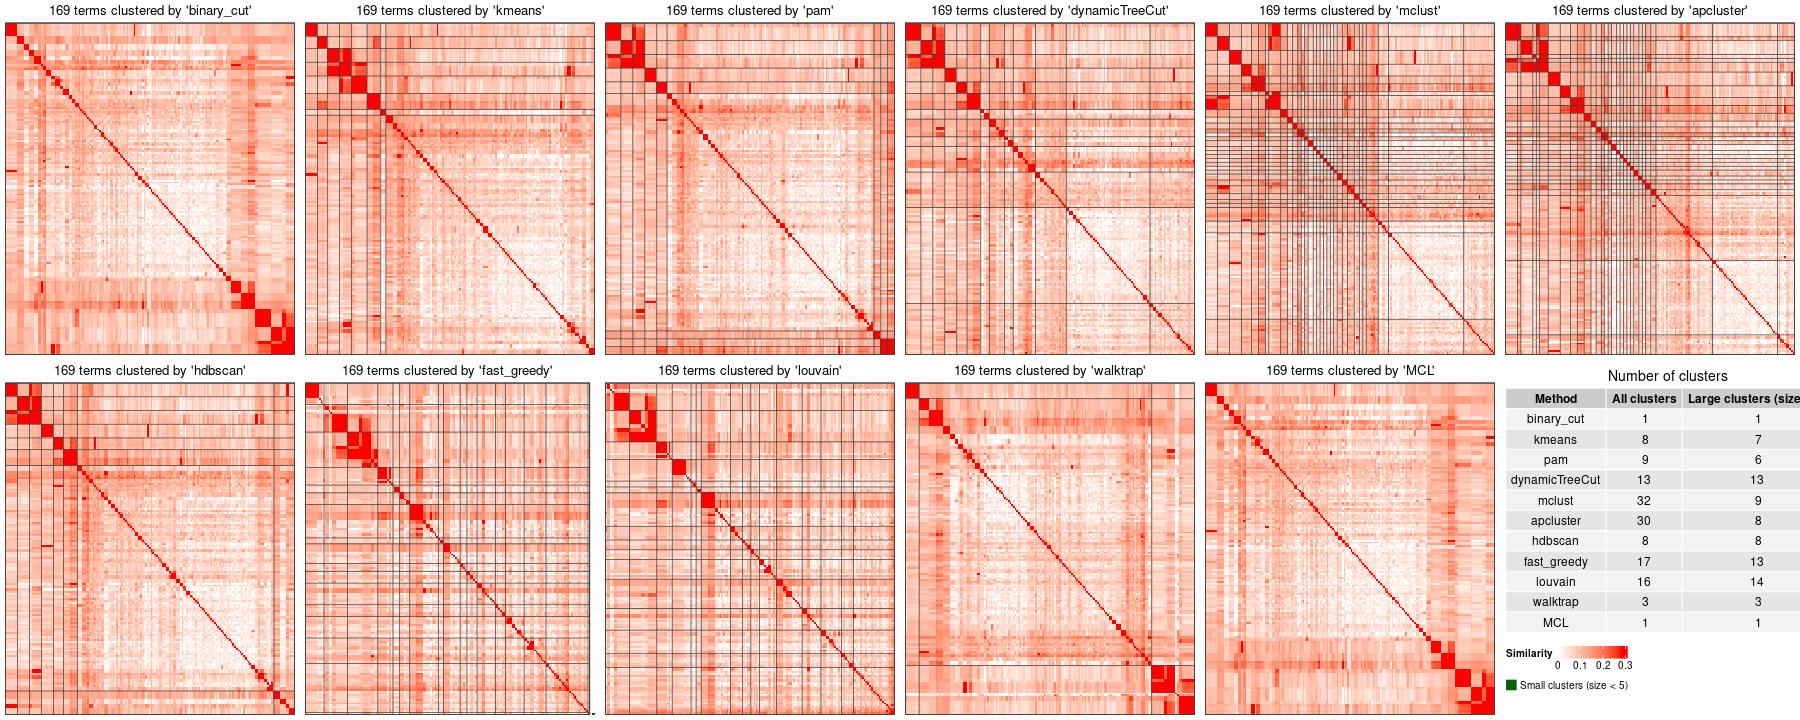 169 terms clustered by 'binary_cut'
169 terms clustered by 'kmeans'
169 terms clustered by 'pam'
169 terms clustered by 'dynamicTreeCut'
169 terms clustered by 'mclust'
169 terms clustered by 'apcluster'
169 terms clustered by 'hdbscan'
169 terms clustered by 'fast_greedy'
169 terms clustered by 'louvain'
169 terms clustered by 'walktrap'
169 terms clustered by 'MCL'
Number of clusters
Method All clusters Large clusters (size
binary_cut 1 1
kmeans 8 7
pam 9 6
dynamicTreeCut 13 13
mclust 32 9
apcluster 30 8
hdbscan 8 8
fast_greedy 17 13
louvain 16 14
walktrap 3 3
MCL 1 1
Similarity
0 0.1 0.2 0.3
Small clusters (size < 5)